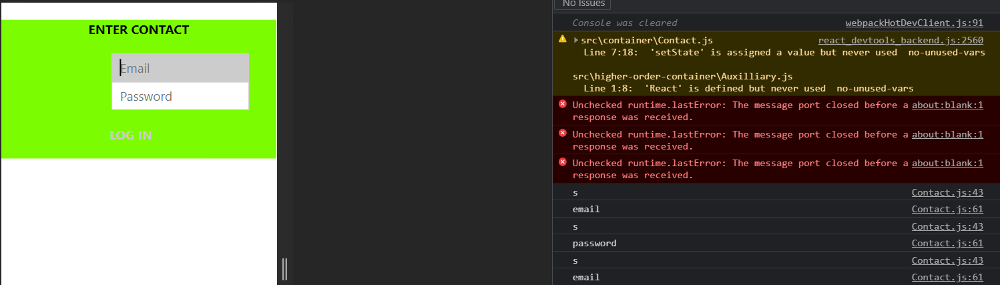 ENTER CONTACT
Email
Password
LOG IN
No Issues
Console was cleared webpackHotDevClient.js:91
src\container\Contact.js react_devtools_backend.js:2560
Line 7:18: 'setState' is assigned a value but never used no-unused-vars
src\higher-order-container\Auxilliary.js
Line 1:8: 'React' is defined but never used no-unused-vars
Unchecked runtime.lastError: The message port closed before a about:blank:1
response was received.
Unchecked runtime.lastError: The message port closed before a about:blank:1
response was received.
Unchecked runtime.lastError: The message port closed before a about:blank:1
response was received.
s Contact.js:43
email Contact.js:61
s Contact.js:43
password Contact.js:61
s Contact.js:43
email Contact.js:61